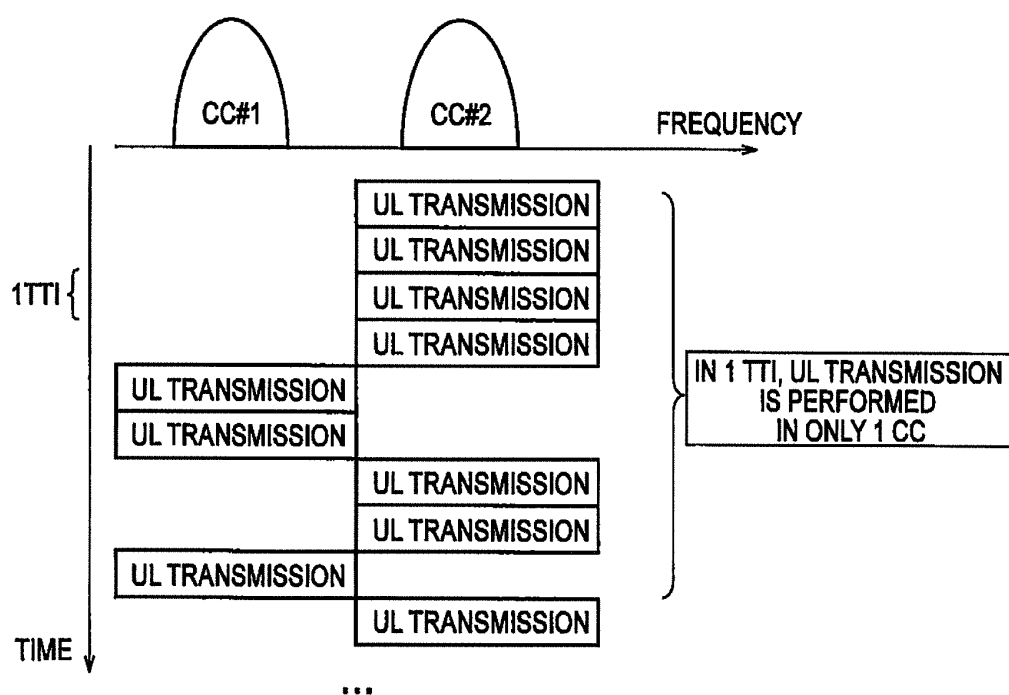 CC#1
CC#2
FREQUENCY
UL TRANSMISSION
UL TRANSMISSION
1TTI
UL TRANSMISSION
UL TRANSMISSION
UL TRANSMISSION
UL TRANSMISSION
IN 1 TTI, UL TRANSMISSION
IS PERFORMED
IN ONLY 1 CC
UL TRANSMISSION
UL TRANSMISSION
UL TRANSMISSION
UL TRANSMISSION
TIME
...